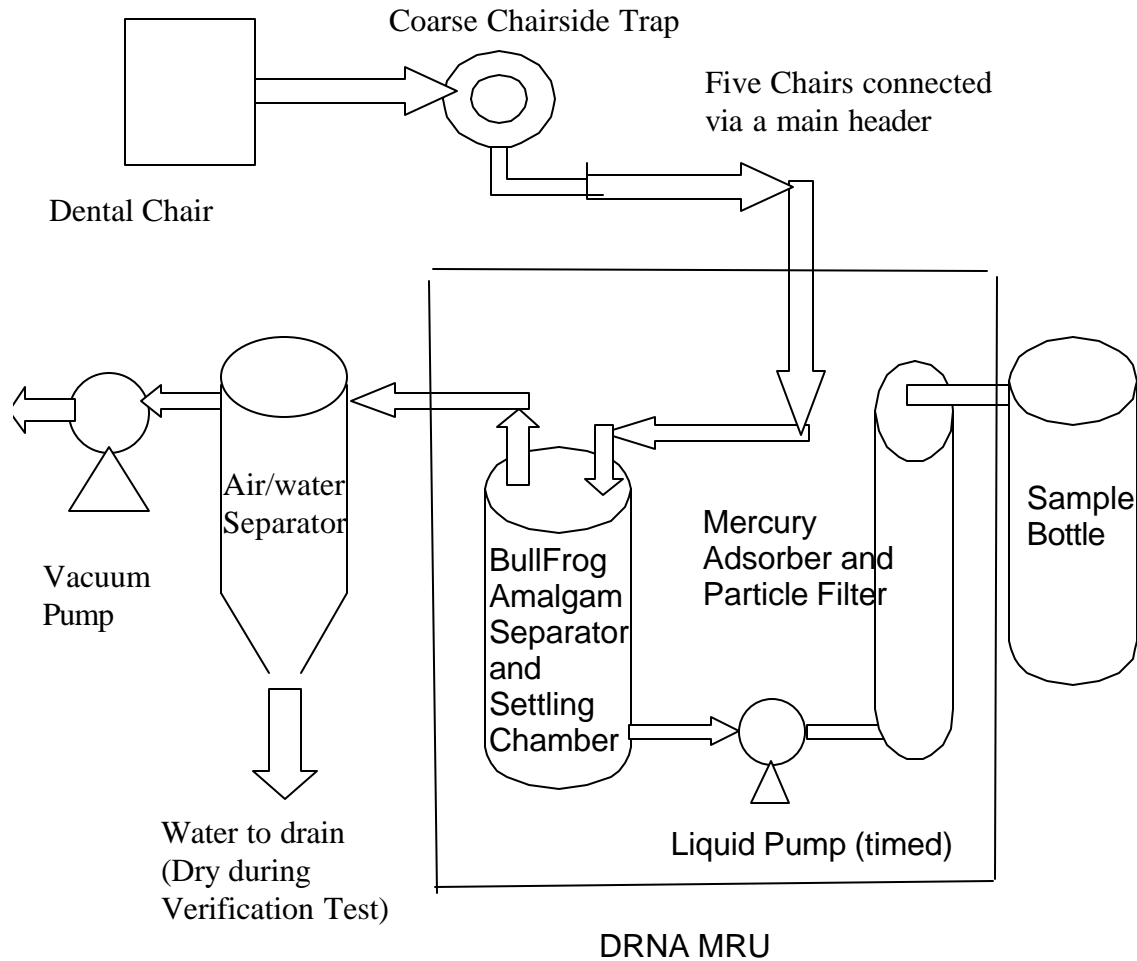 Coarse Chairside Trap
Five Chairs connected
via a main header
Dental Chair
Air/water
Separator
Vacuum
Pump
BullFrog
Amalgam
Separator
and
Settling
Chamber
Mercury
Adsorber and
Particle Filter
Sample
Bottle
Water to drain
(Dry during
Verification Test)
Liquid Pump (timed)
DRNA MRU